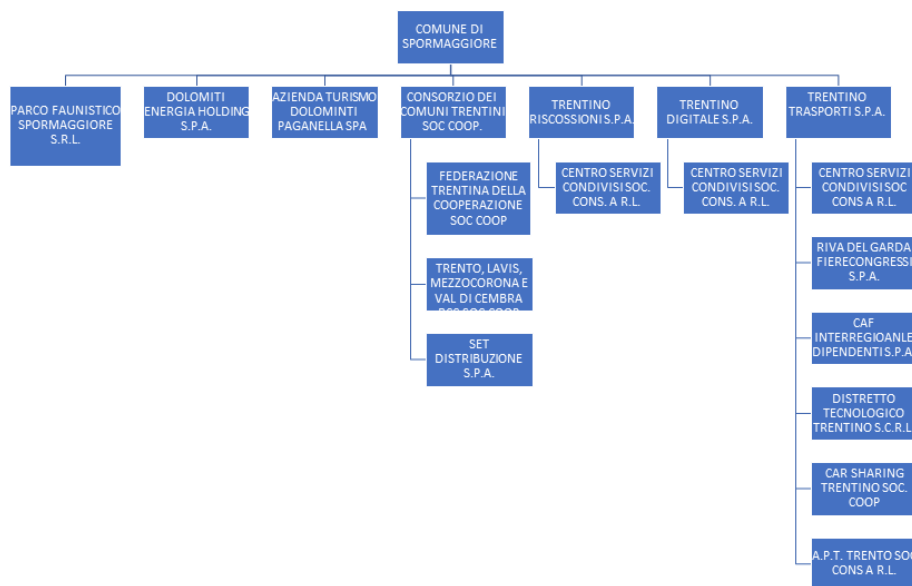 COMUNE DI
SPORMAGGIORE
PARCO FAUNISTICO
SPORMAGGIORE
S.R.L.
DOLOMITI
ENERGIA HOLDING
S.P.A.
AZIENDA TURISMO
DOLOMINTI
PAGANELLA SPA
CONSORZIO DEI
COMUNI TRENTINI
SOC COOP.
TRENTINO
RISCOSSIONI S.P.A.
TRENTINO
DIGITALE S.P.A.
TRENTINO
TRASPORTI S.P.A.
FEDERAZIONE
TRENTINA DELLA
COOPERAZIONE
SOC COOP
TRENTO, LAVIS,
MEZZOCORONA E
VAL DI CEMBRA
SET
DISTRIBUZIONE
S.P.A.
CENTRO SERVIZI
CONDIVISI SOC.
CONS. A R.L.
CENTRO SERVIZI
CONDIVISI SOC.
CONS. A R.L.
CENTRO SERVIZI
CONDIVISI SOC
CONS A R.L.
RIVA DEL GARDA
FIERECONGRESSI
S.P.A.
CAF
INTERREGIOANLE
DIPENDENTI S.P.A
DISTRETTO
TECNOLOGICO
TRENTINO S.C.R.L
CAR SHARING
TRENTINO SOC.
COOP
A.P.T. TRENTO SOC
CONS A R.L.